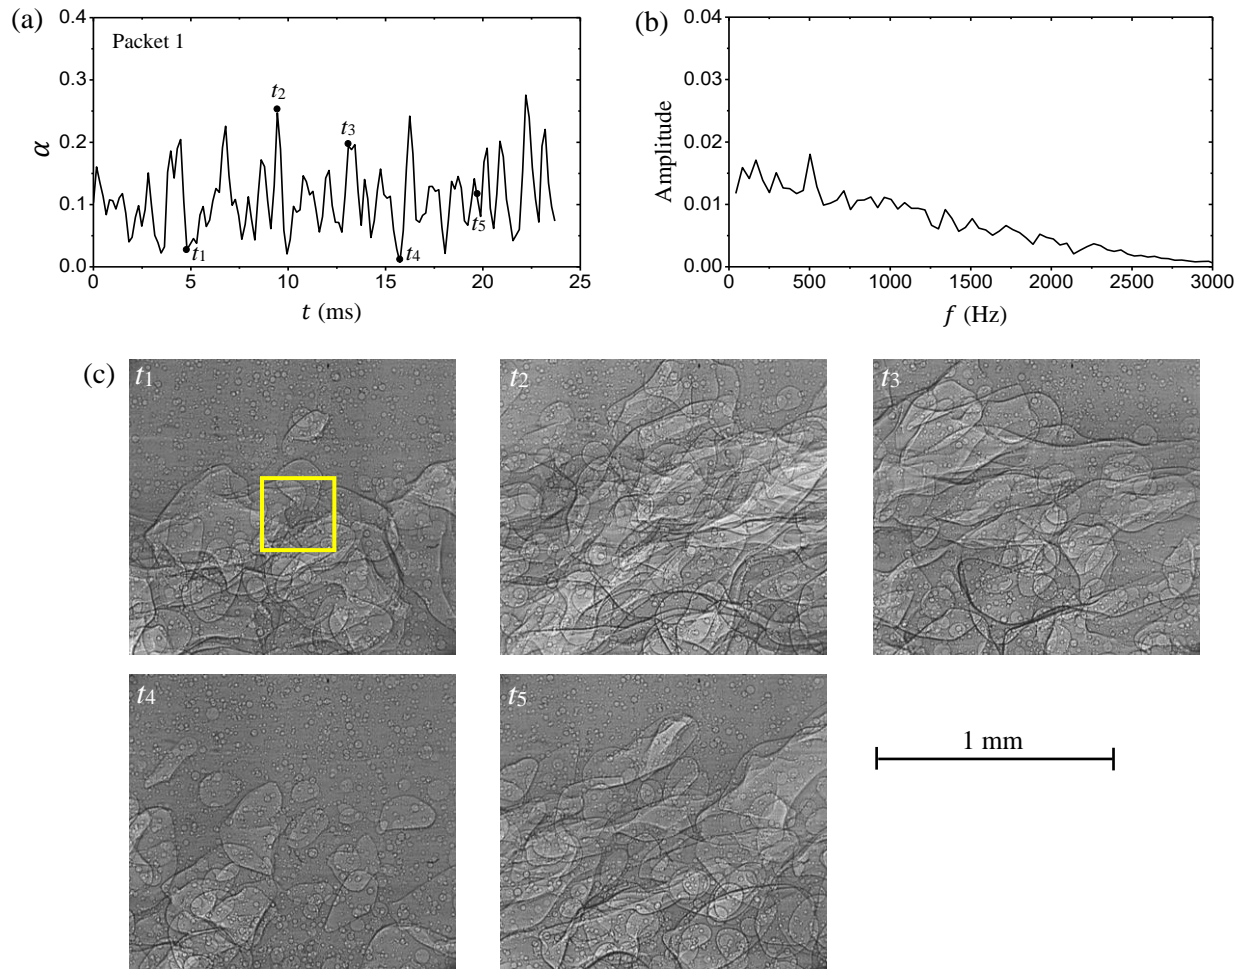 (a)
0.4
0.3
0.2
0.1
0.0
α
Packet 1
t1
t2
t3
t4
t5
0 5 10 15 20 25
t (ms)
(b)
0.04
0.03
0.02
0.01
0.00
Amplitude
0 500 1000 1500 2000 2500 3000
f (Hz)
(c)
t1
t2
t3
t4
t5
1 mm